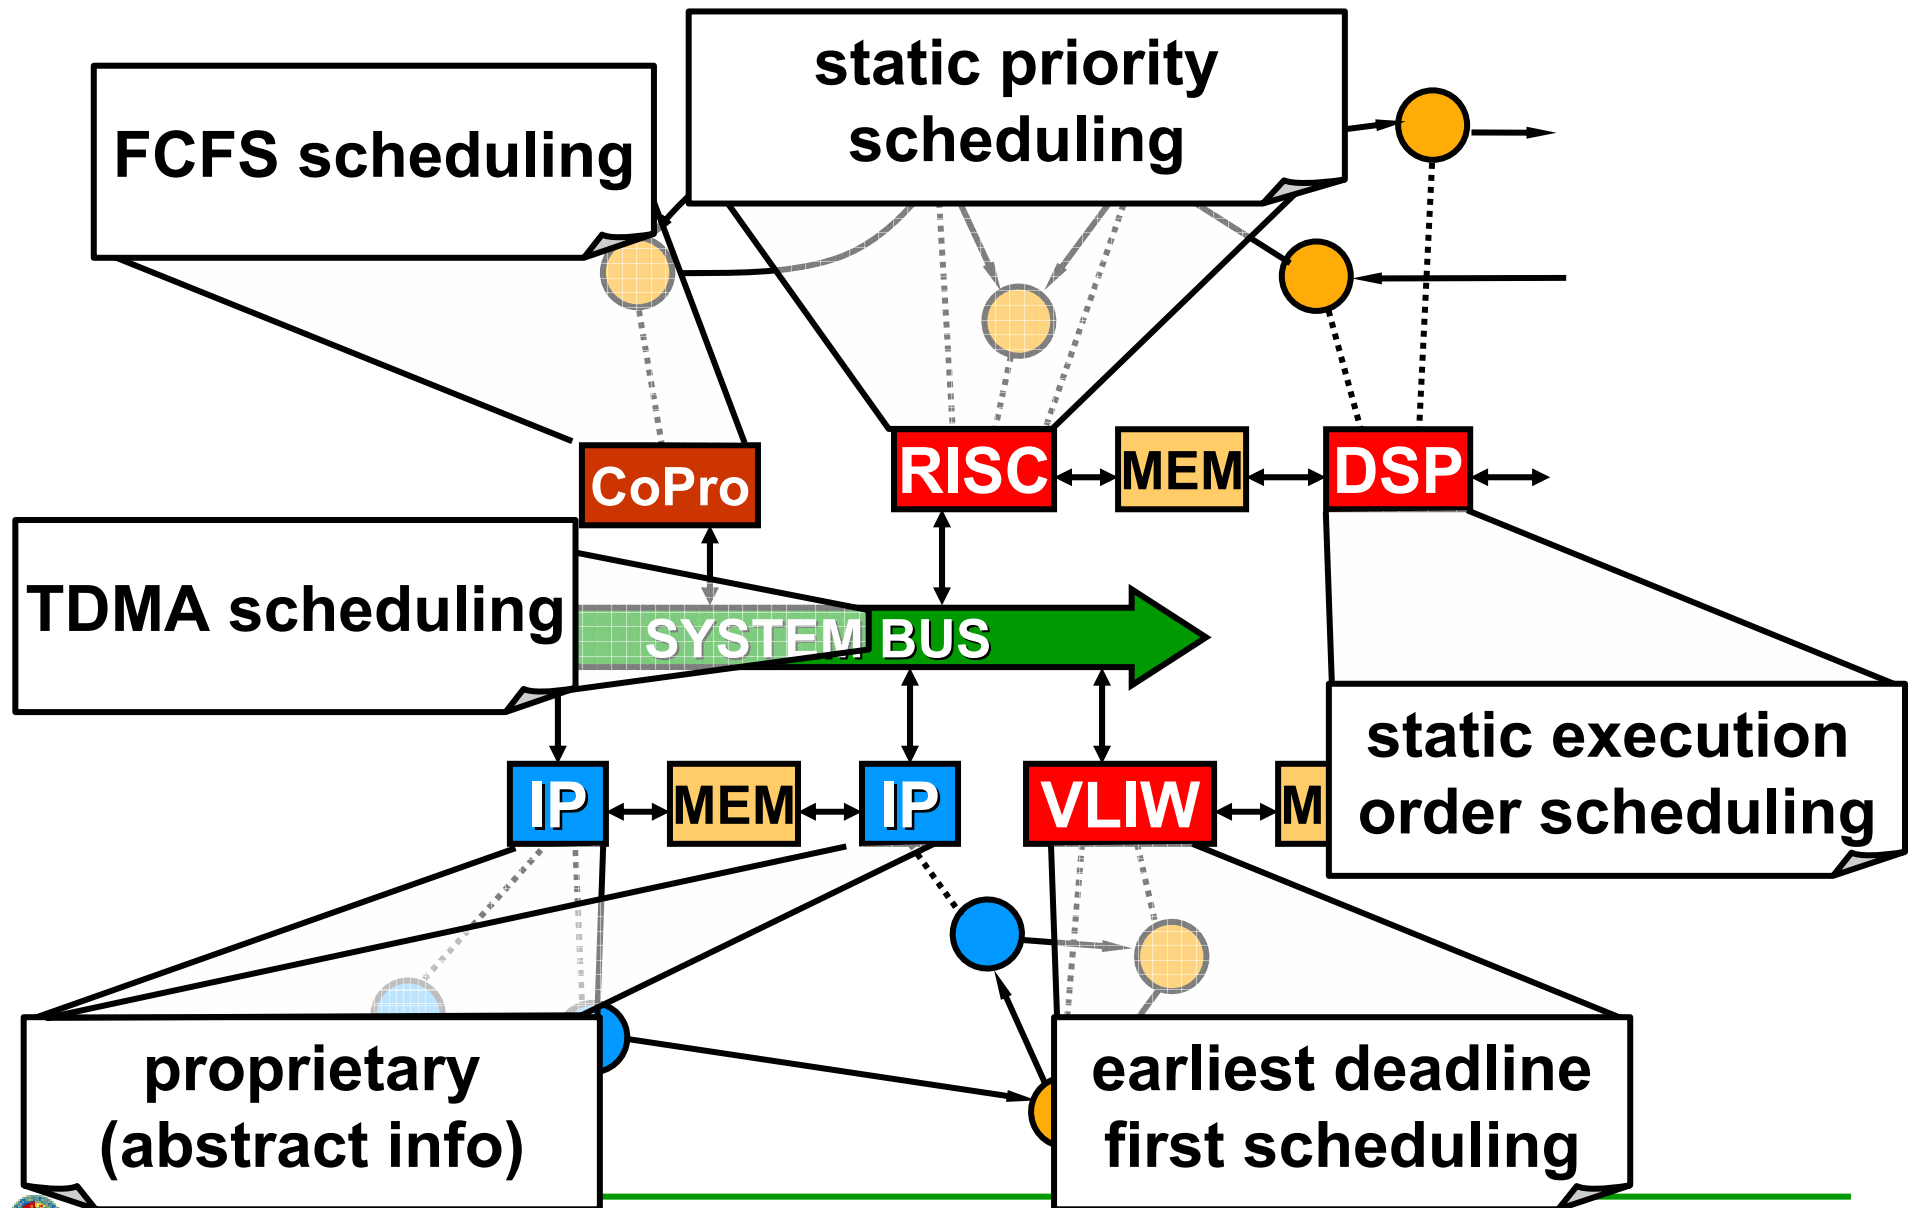 static priority
scheduling
FCFS scheduling
CoPro
RISC
MEM
DSP
TDMA scheduling
SYSTEM BUS
static execution
order scheduling
IP
MEM
IP
VLIW
M
proprietary
(abstract info)
earliest deadline
first scheduling